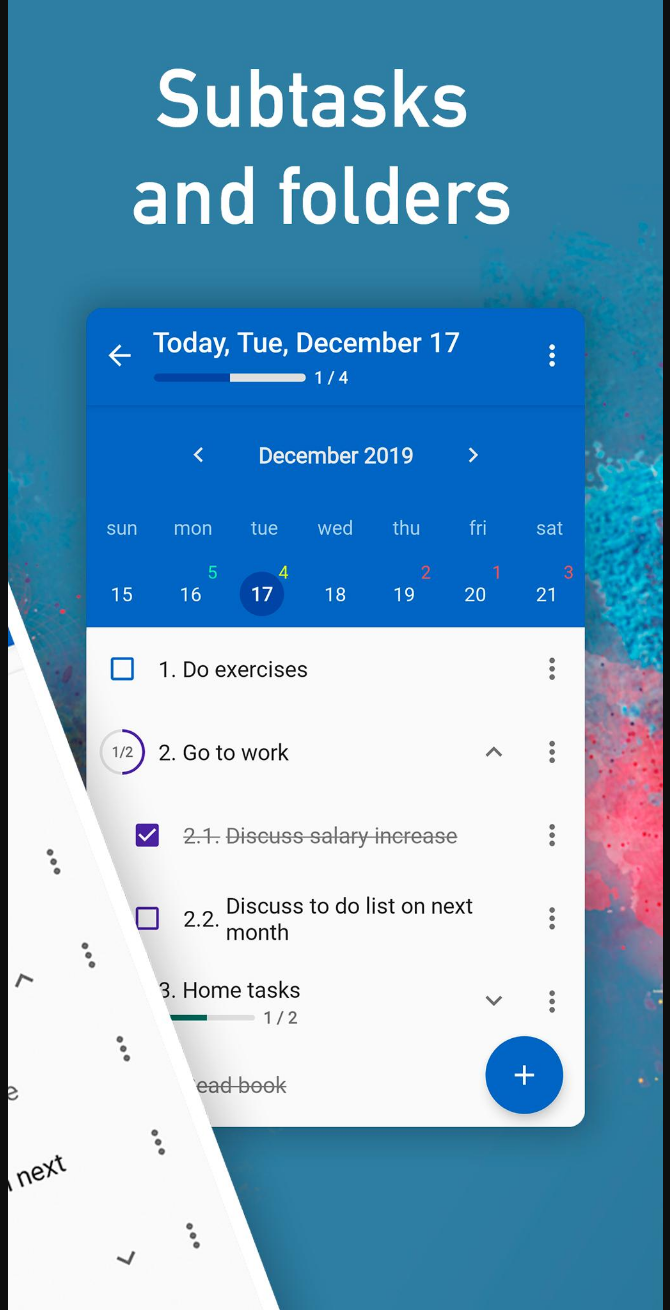 Subtasks
and folders
Today, Tue, December 17
1 / 4
December 2019
sun mon tue wed thu fri sat
5 4 2 1 3
15 16 17 18 19 20 21
1. Do exercises
1/2 2. Go to work
2.1. Discuss salary increase
2.2. Discuss to do list on next
month
3. Home tasks
1 / 2
book
next